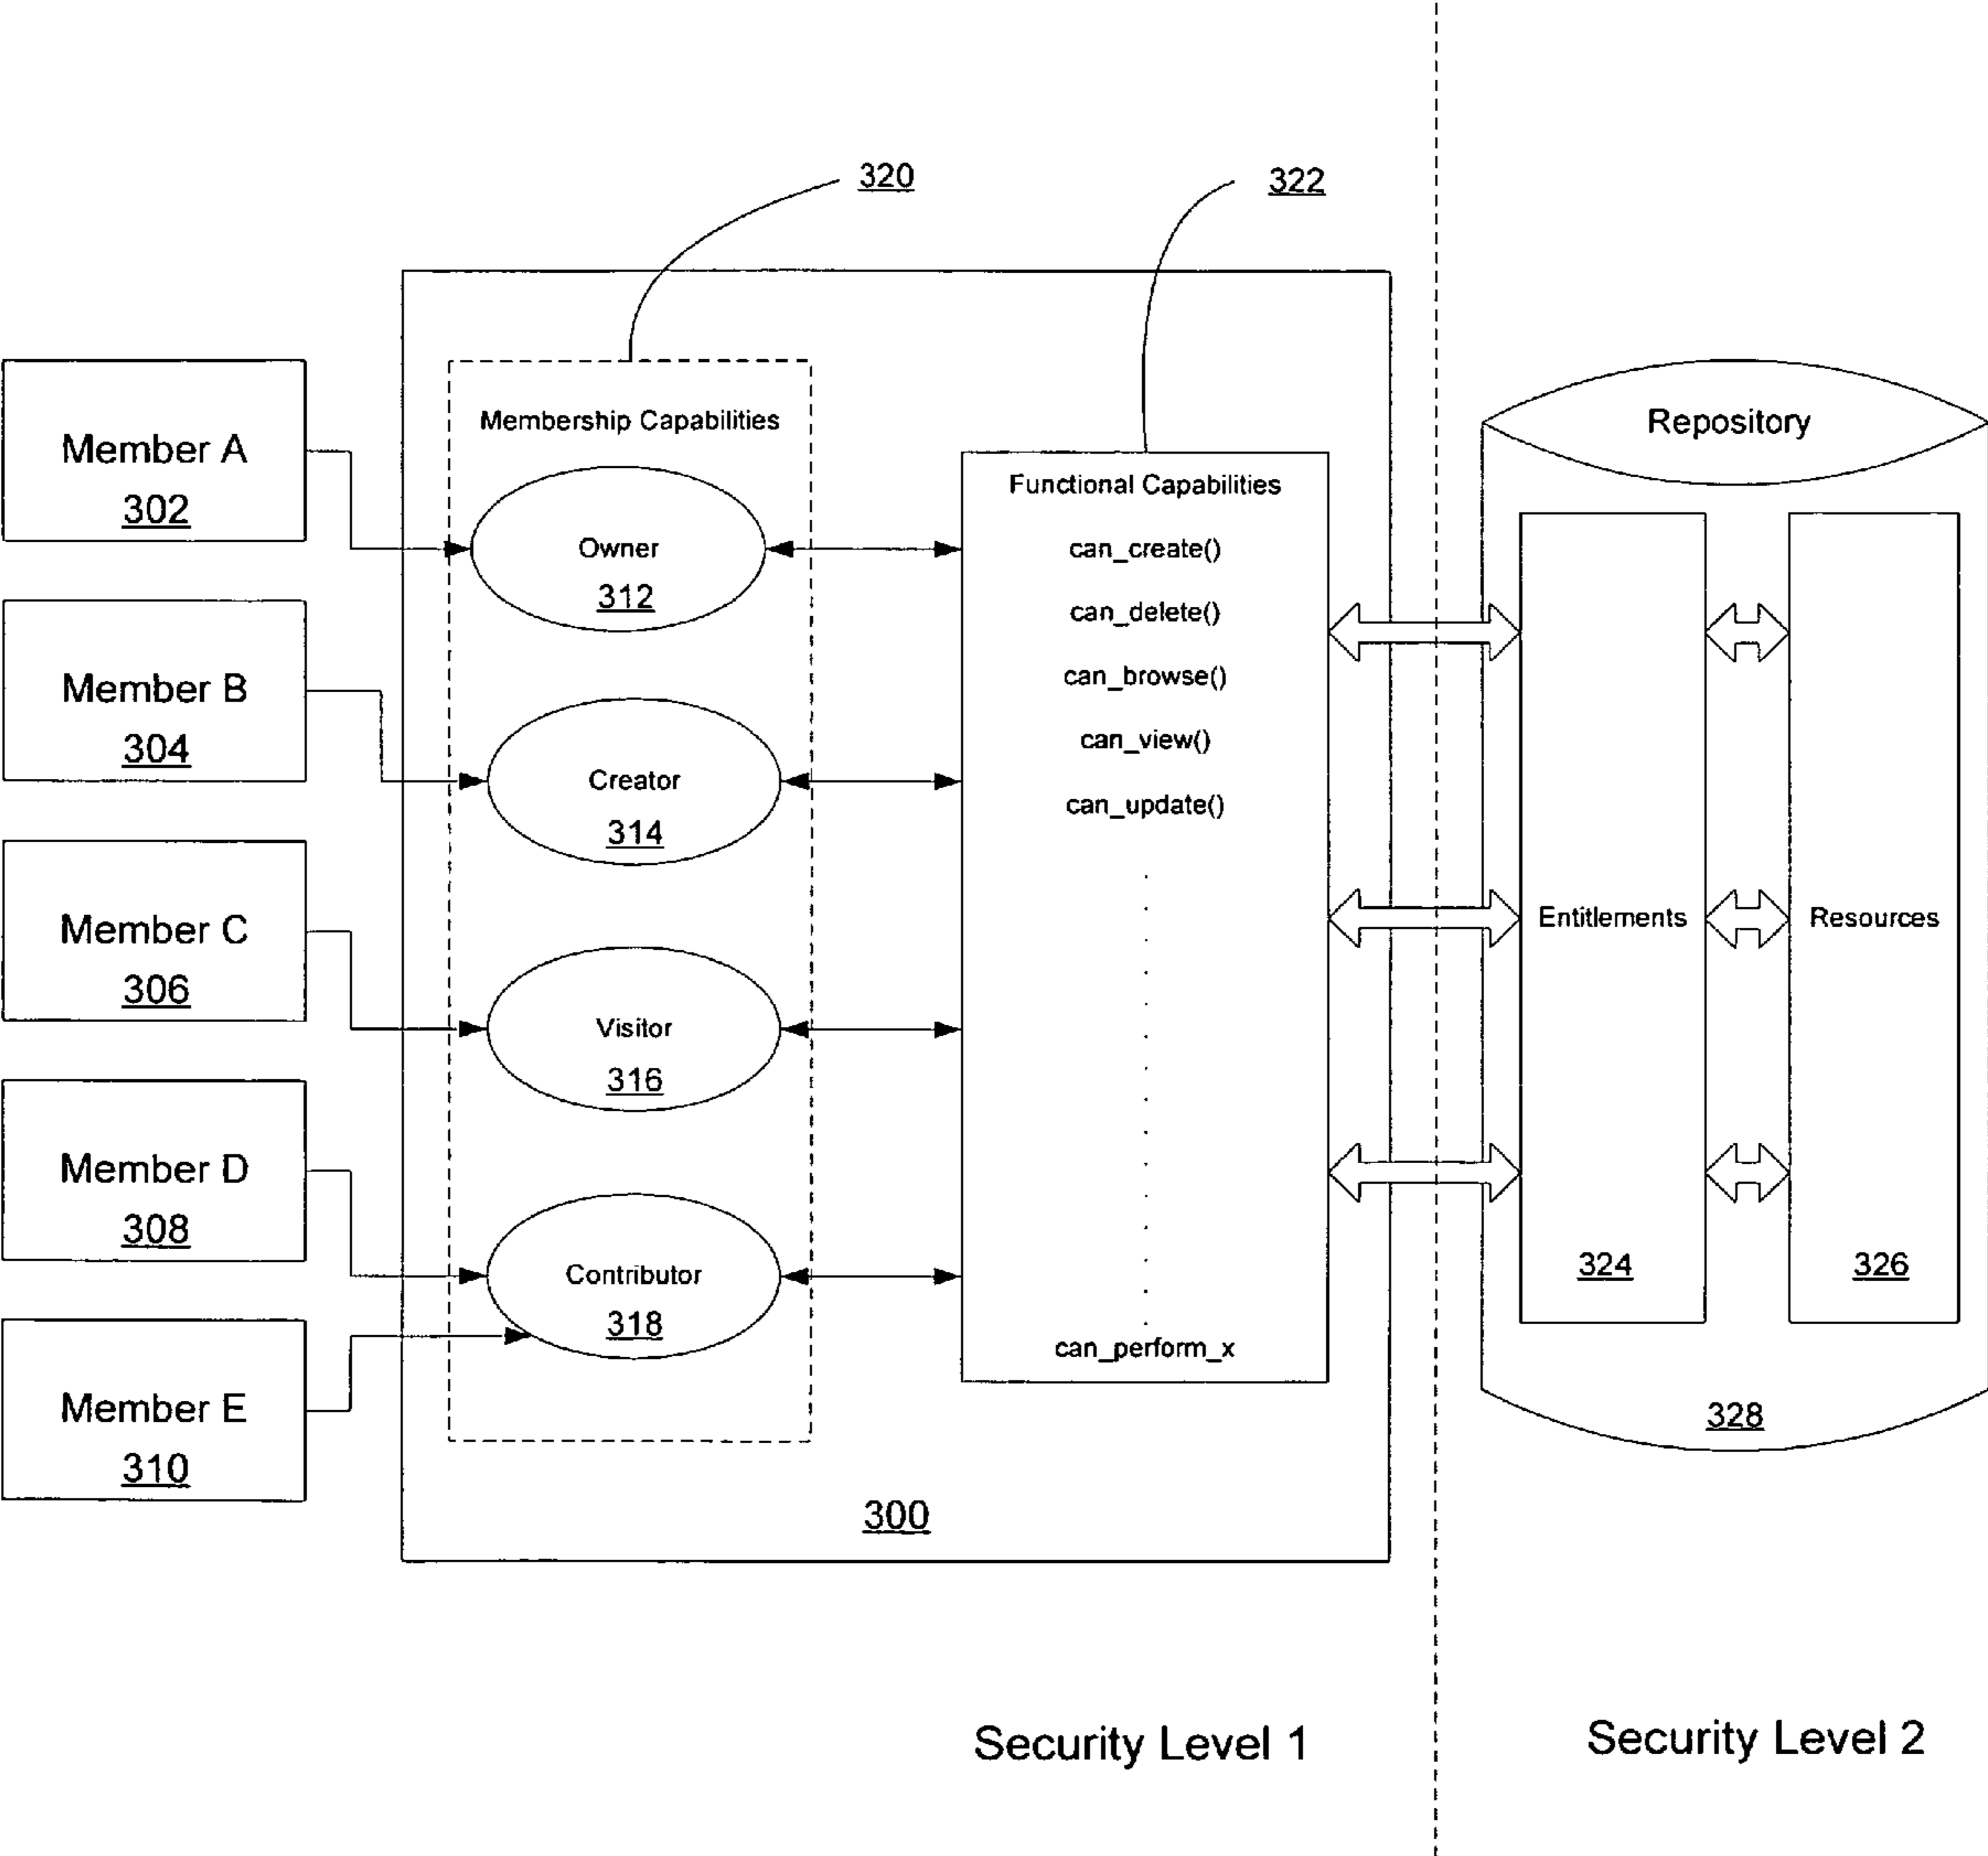 320
322
Member A
302
Member B
304
Member C
306
Member D
308
Member E
310
Membership Capabilities
Owner
312
Creator
314
Visitor
316
Contributor
318
Functional Capabilities
can_create()
can_delete()
can_browse()
can_view()
can_update()
can_perform_x
300
Repository
Entitlements
324
Resources
326
328
Security Level 1
Security Level 2